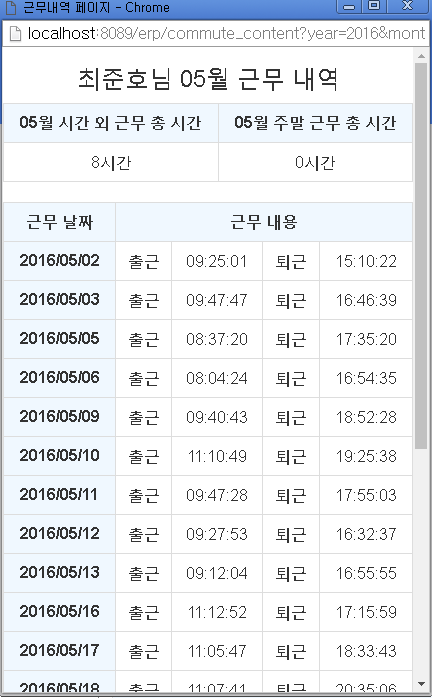 근무내역 페이지 - Chrome
localhost:8089/erp/commute_content?year=2016&mont
최준호님 05월 근무 내역
05월 시간 외 근무 총 시간 05월 주말 근무 총 시간
8시간 0시간
근무 날짜 근무 내용
2016/05/02 출근 09:25:01 퇴근 15:10:22
2016/05/03 출근 09:47:47 퇴근 16:46:39
2016/05/05 출근 08:37:20 퇴근 17:35:20
2016/05/06 출근 08:04:24 퇴근 16:54:35
2016/05/09 출근 09:40:43 퇴근 18:52:28
2016/05/10 출근 11:10:49 퇴근 19:25:38
2016/05/11 출근 09:47:28 퇴근 17:55:03
2016/05/12 출근 09:27:53 퇴근 16:32:37
2016/05/13 출근 09:12:04 퇴근 16:55:55
2016/05/16 출근 11:12:52 퇴근 17:15:59
2016/05/17 출근 11:05:47 퇴근 18:33:43
2016/05/18 출근 11:07:41 퇴근 20:35:06